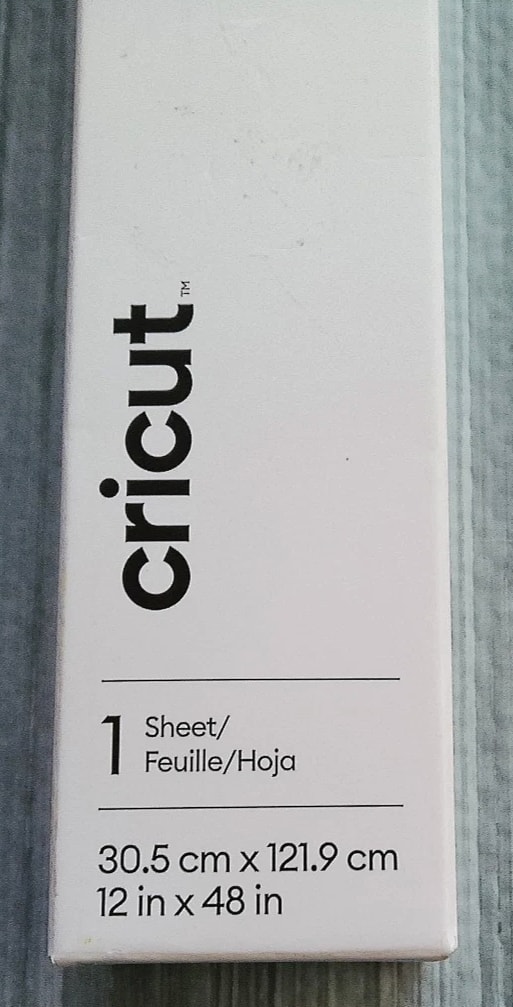 cricut™
1 Sheet/
Feuille/Hoja
30.5 cm x 121.9 cm
12 in x 48 in